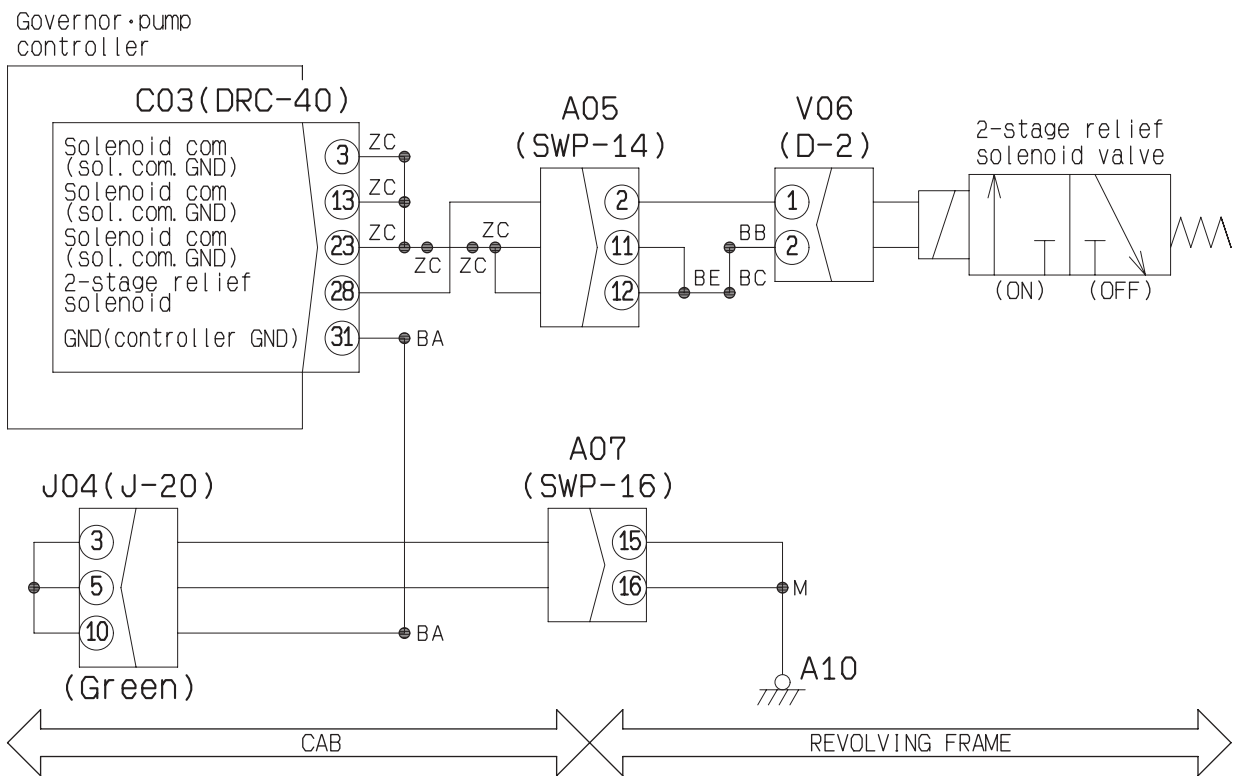 Governor・pump
controller
C03(DRC-40)
Solenoid com
(sol.com.GND)
Solenoid com
(sol.com.GND)
Solenoid com
(sol.com.GND)
2-stage relief
solenoid
GND(controller GND)
3
13
23
28
31
ZC
ZC
ZC
ZC
ZC
ZC
BA
A05
(SWP-14)
2
11
12
BE
BB
BC
V06
(D-2)
1
2
2-stage relief
solenoid valve
(ON)
(OFF)
J04(J-20)
3
5
10
(Green)
BA
A07
(SWP-16)
15
16
M
A10
CAB
REVOLVING FRAME